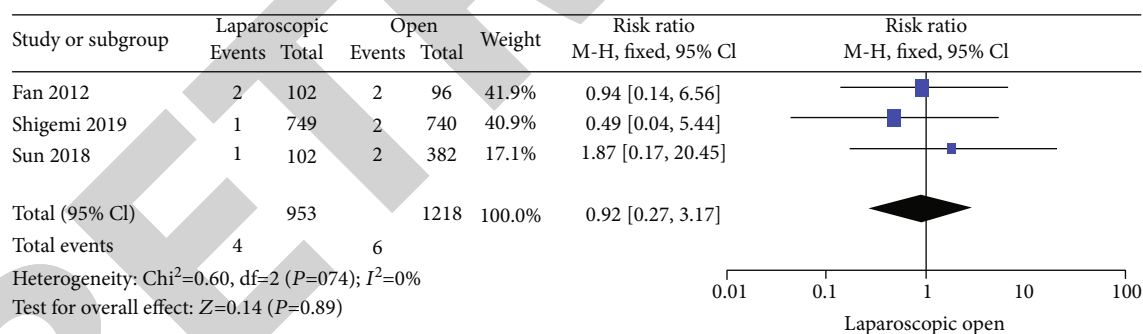 Study or subgroup Laparoscopic Open Weight Risk ratio Risk ratio
Events Total Events Total M-H, fixed, 95% Cl M-H, fixed, 95% Cl
Fan 2012 2 102 2 96 41.9% 0.94 [0.14, 6.56]
Shigemi 2019 1 749 2 740 40.9% 0.49 [0.04, 5.44]
Sun 2018 1 102 2 382 17.1% 1.87 [0.17, 20.45]
Total (95% Cl) 953 1218 100.0% 0.92 [0.27, 3.17]
Total events 4 6
Heterogeneity: Chi²=0.60, df=2 (P=074); I²=0%
Test for overall effect: Z=0.14 (P=0.89)
0.01 0.1 1 10 100
Laparoscopic open